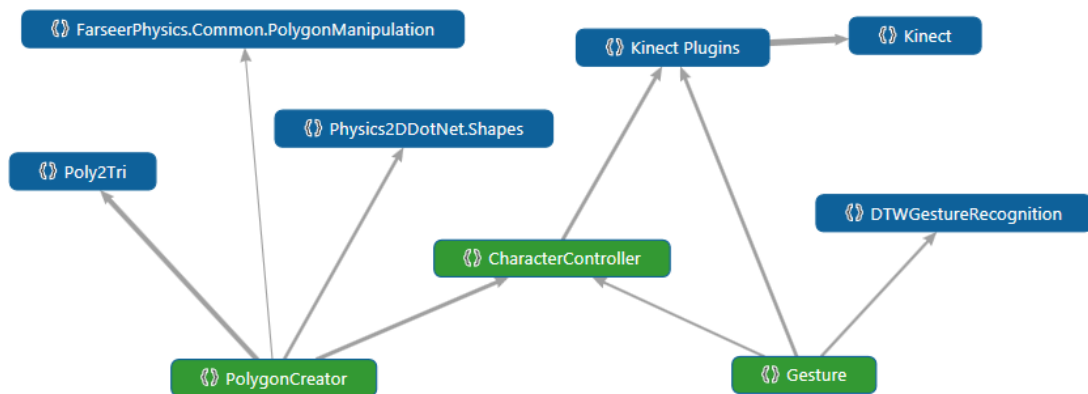 FarseerPhysics.Common.PolygonManipulation
Kinect Plugins
Kinect
Physics2DDotNet.Shapes
Poly2Tri
DTWGestureRecognition
CharacterController
PolygonCreator
Gesture